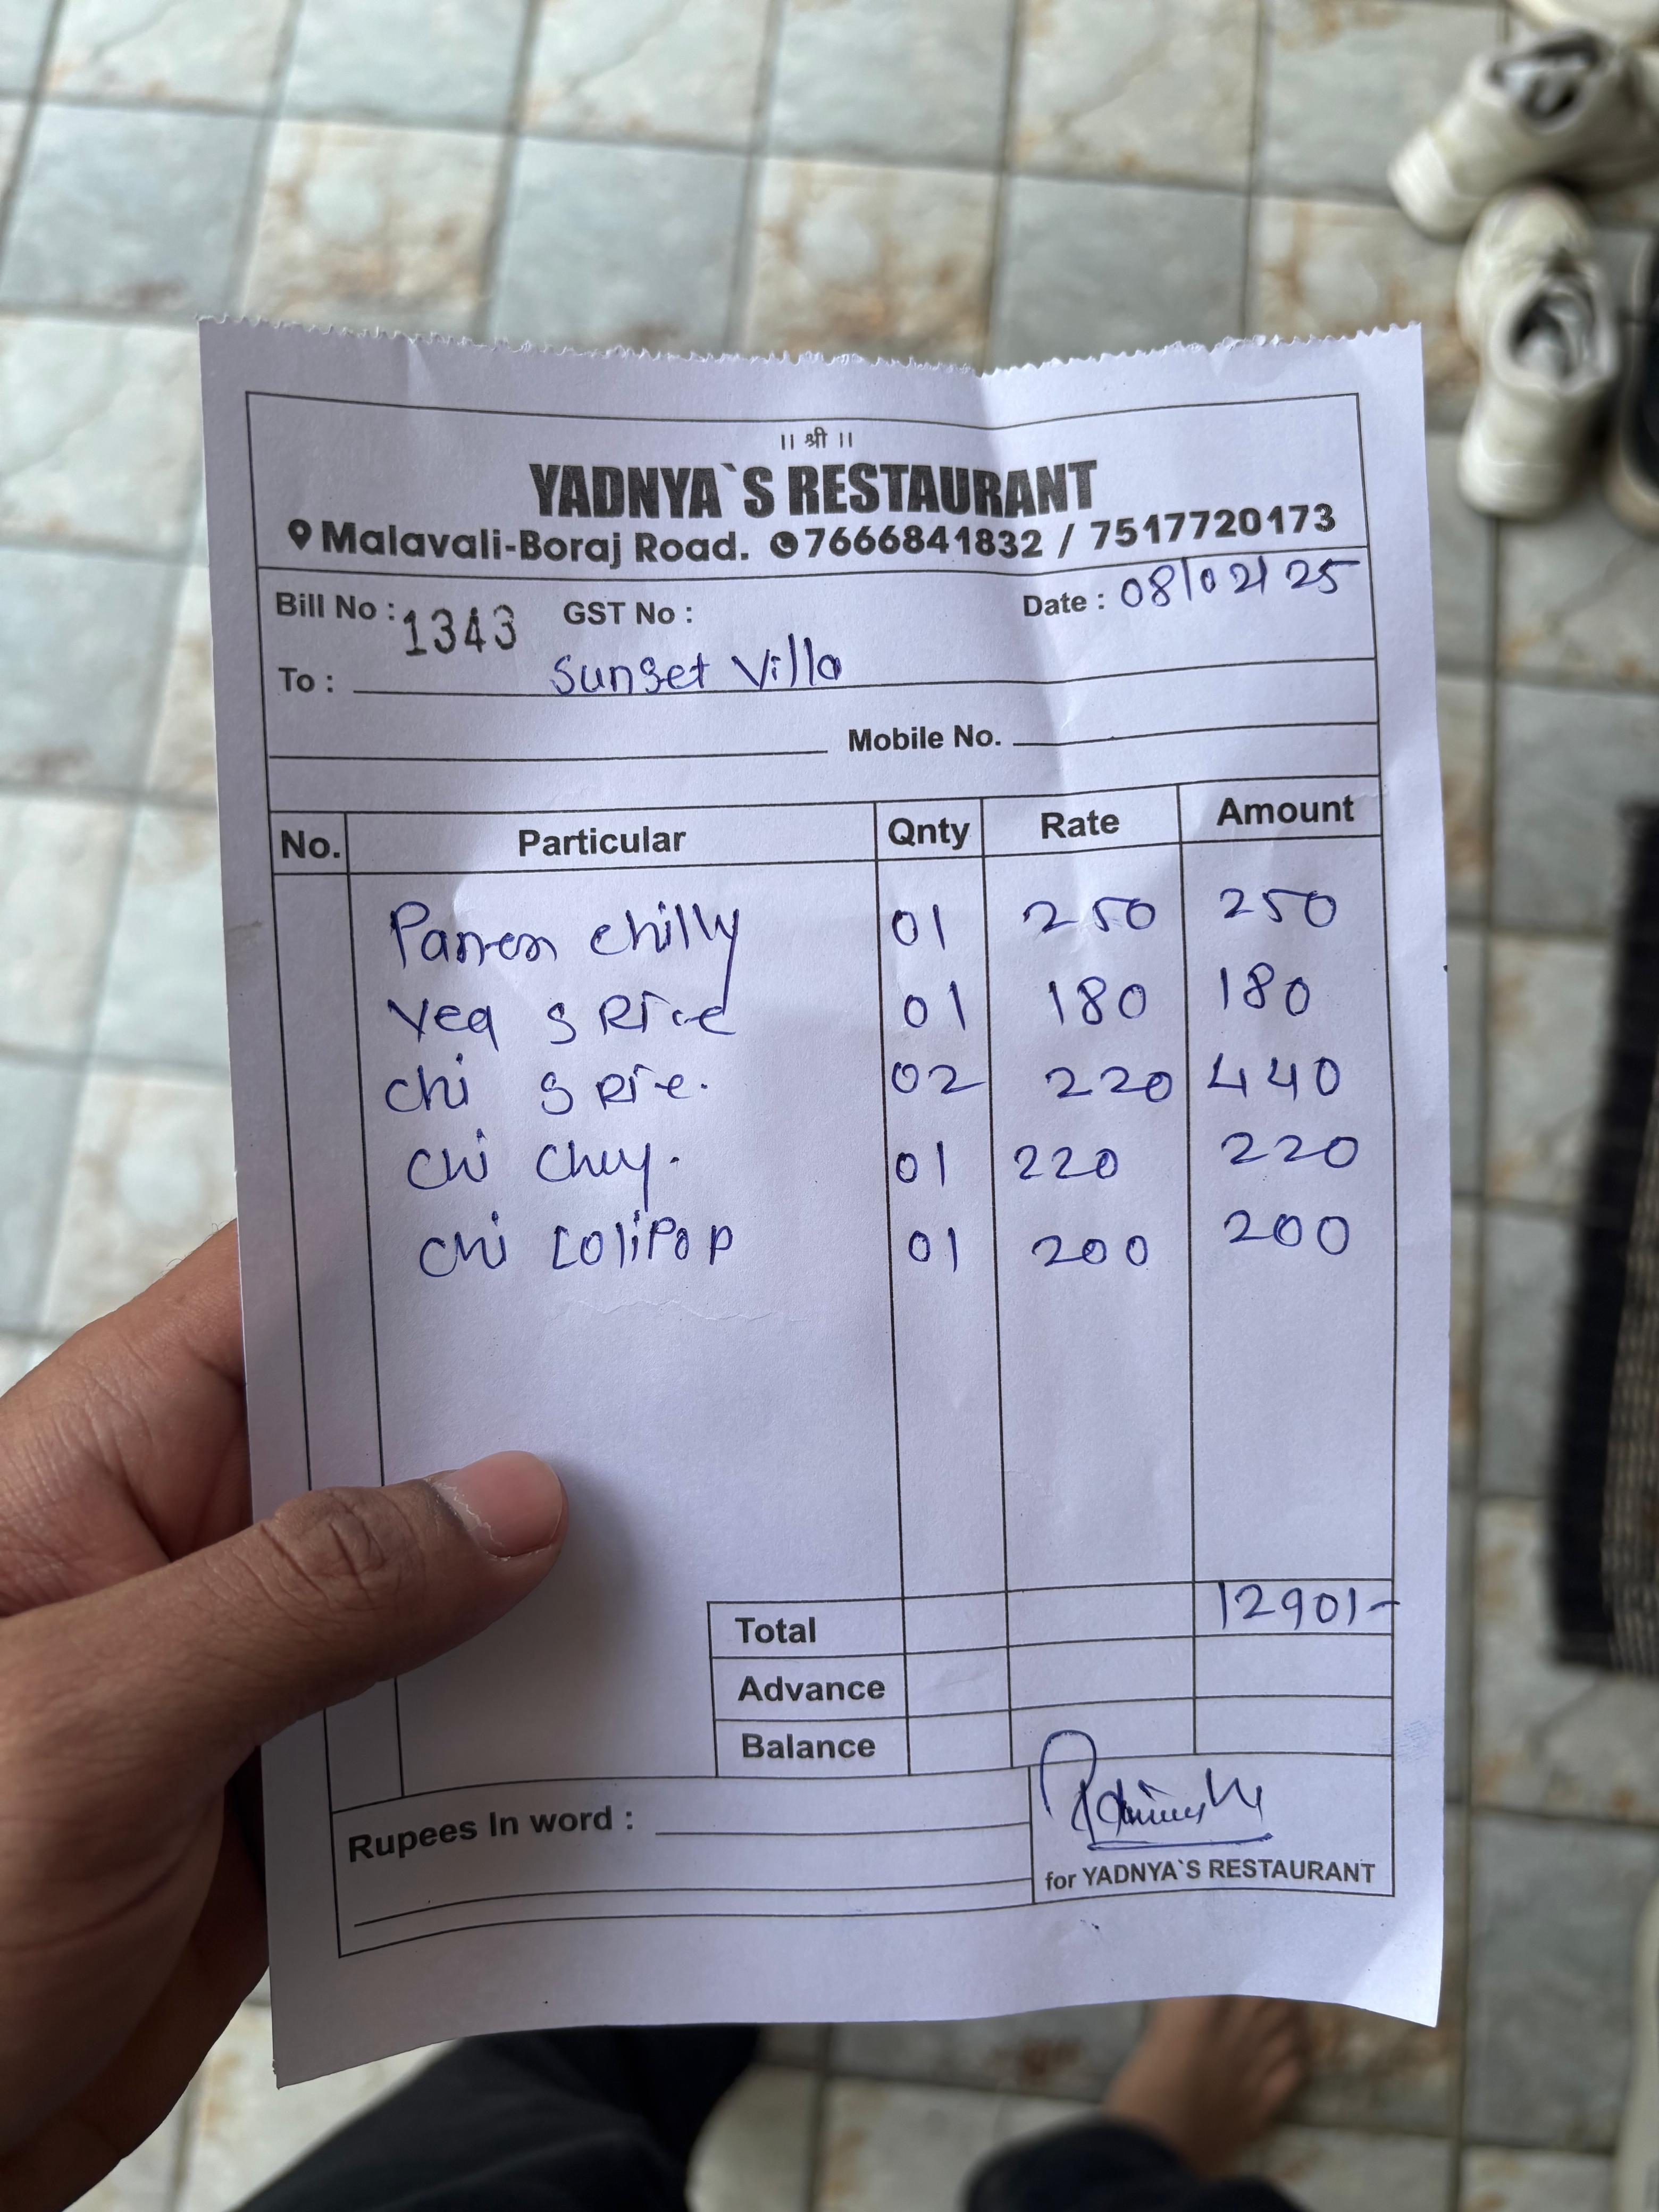 || श्री ||
YADNYA`S RESTAURANT
Malavali-Boraj Road. 7666841832 / 7517720173
Bill No : 1343 GST No : Date : 08/02/25
To : Sunset Villa
Mobile No.
No. Particular Qnty Rate Amount
Paneer chilly 01 250 250
Veg S Rice 01 180 180
Chi S Rie. 02 220 440
Chi 01 220 220
Chi Lolipop 01 200 200
Total 1290/-
Advance
Balance
Rupees In word :
for YADNYA`S RESTAURANT